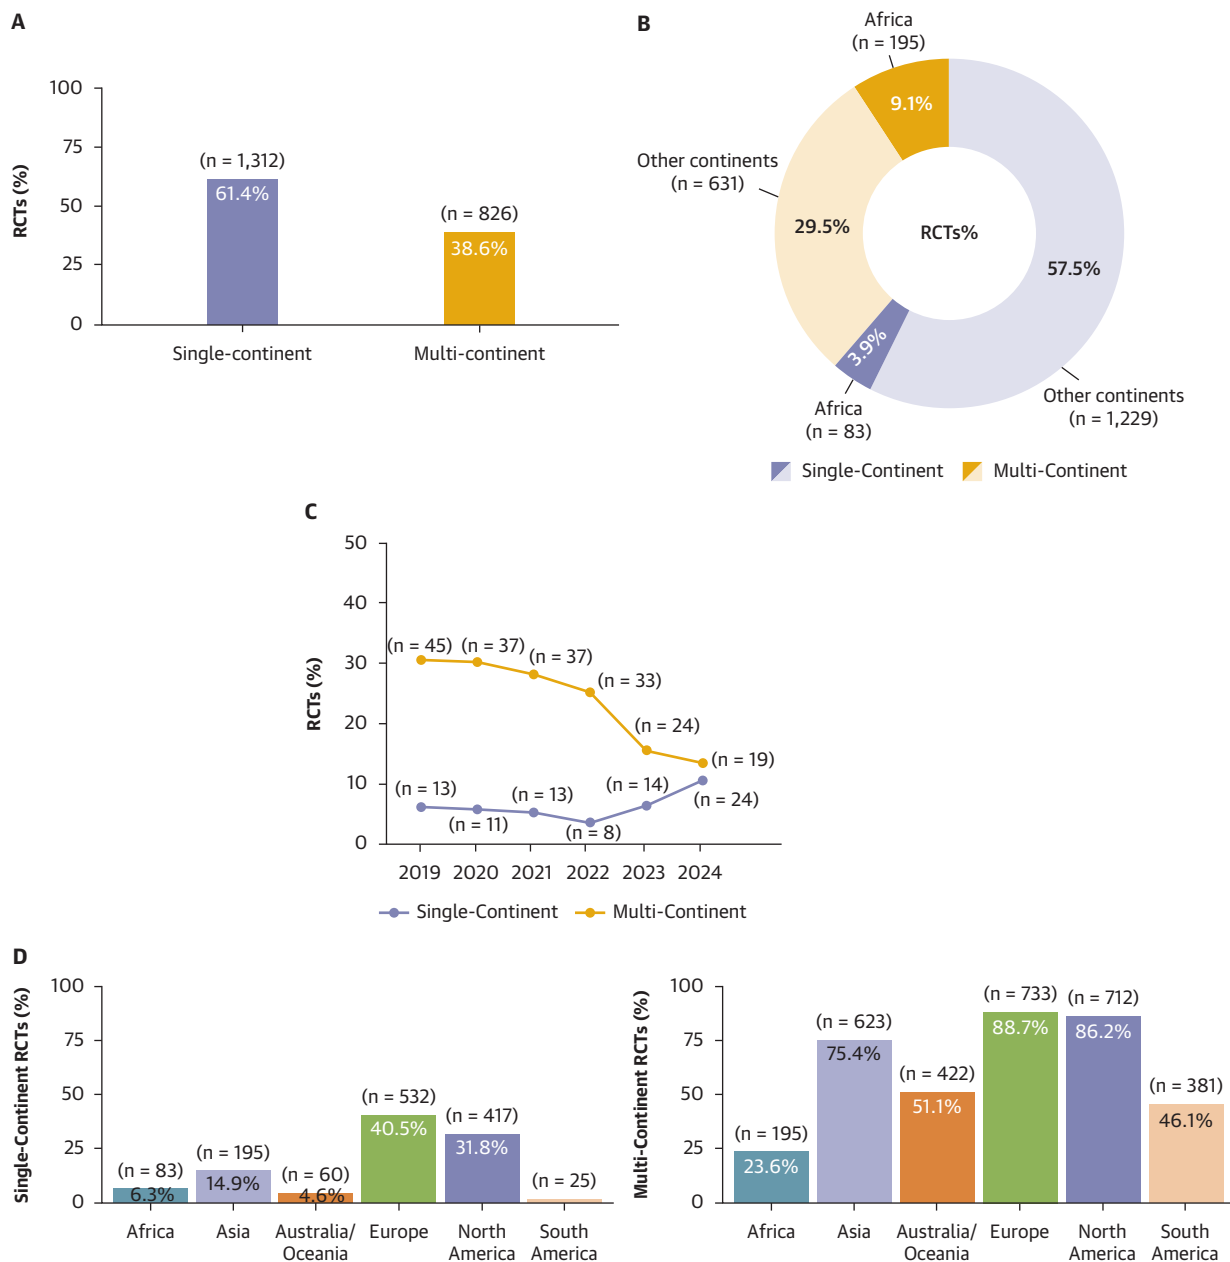 A
RCTs (%)
100
75
50
25
0
(n = 1,312)
61.4%
(n = 826)
38.6%
Single-continent
Multi-continent
B
Africa
(n = 195)
9.1%
Other continents
(n = 631)
29.5%
RCTs%
57.5%
3.9%
Africa
(n = 83)
Other continents
(n = 1,229)
Single-Continent
Multi-Continent
C
RCTs (%)
50
40
30
20
10
0
(n = 45)
(n = 37)
(n = 37)
(n = 33)
(n = 24)
(n = 19)
(n = 13)
(n = 11)
(n = 13)
(n = 8)
(n = 14)
(n = 24)
2019
2020
2021
2022
2023
2024
Single-Continent
Multi-Continent
D
Single-Continent RCTs (%)
100
75
50
25
0
(n = 83)
6.3%
(n = 195)
14.9%
(n = 60)
4.6%
(n = 532)
40.5%
(n = 417)
31.8%
(n = 25)
Africa
Asia
Australia/
Oceania
Europe
North
America
South
America
Multi-Continent RCTs (%)
100
75
50
25
0
(n = 195)
23.6%
(n = 623)
75.4%
(n = 422)
51.1%
(n = 733)
88.7%
(n = 712)
86.2%
(n = 381)
46.1%
Africa
Asia
Australia/
Oceania
Europe
North
America
South
America